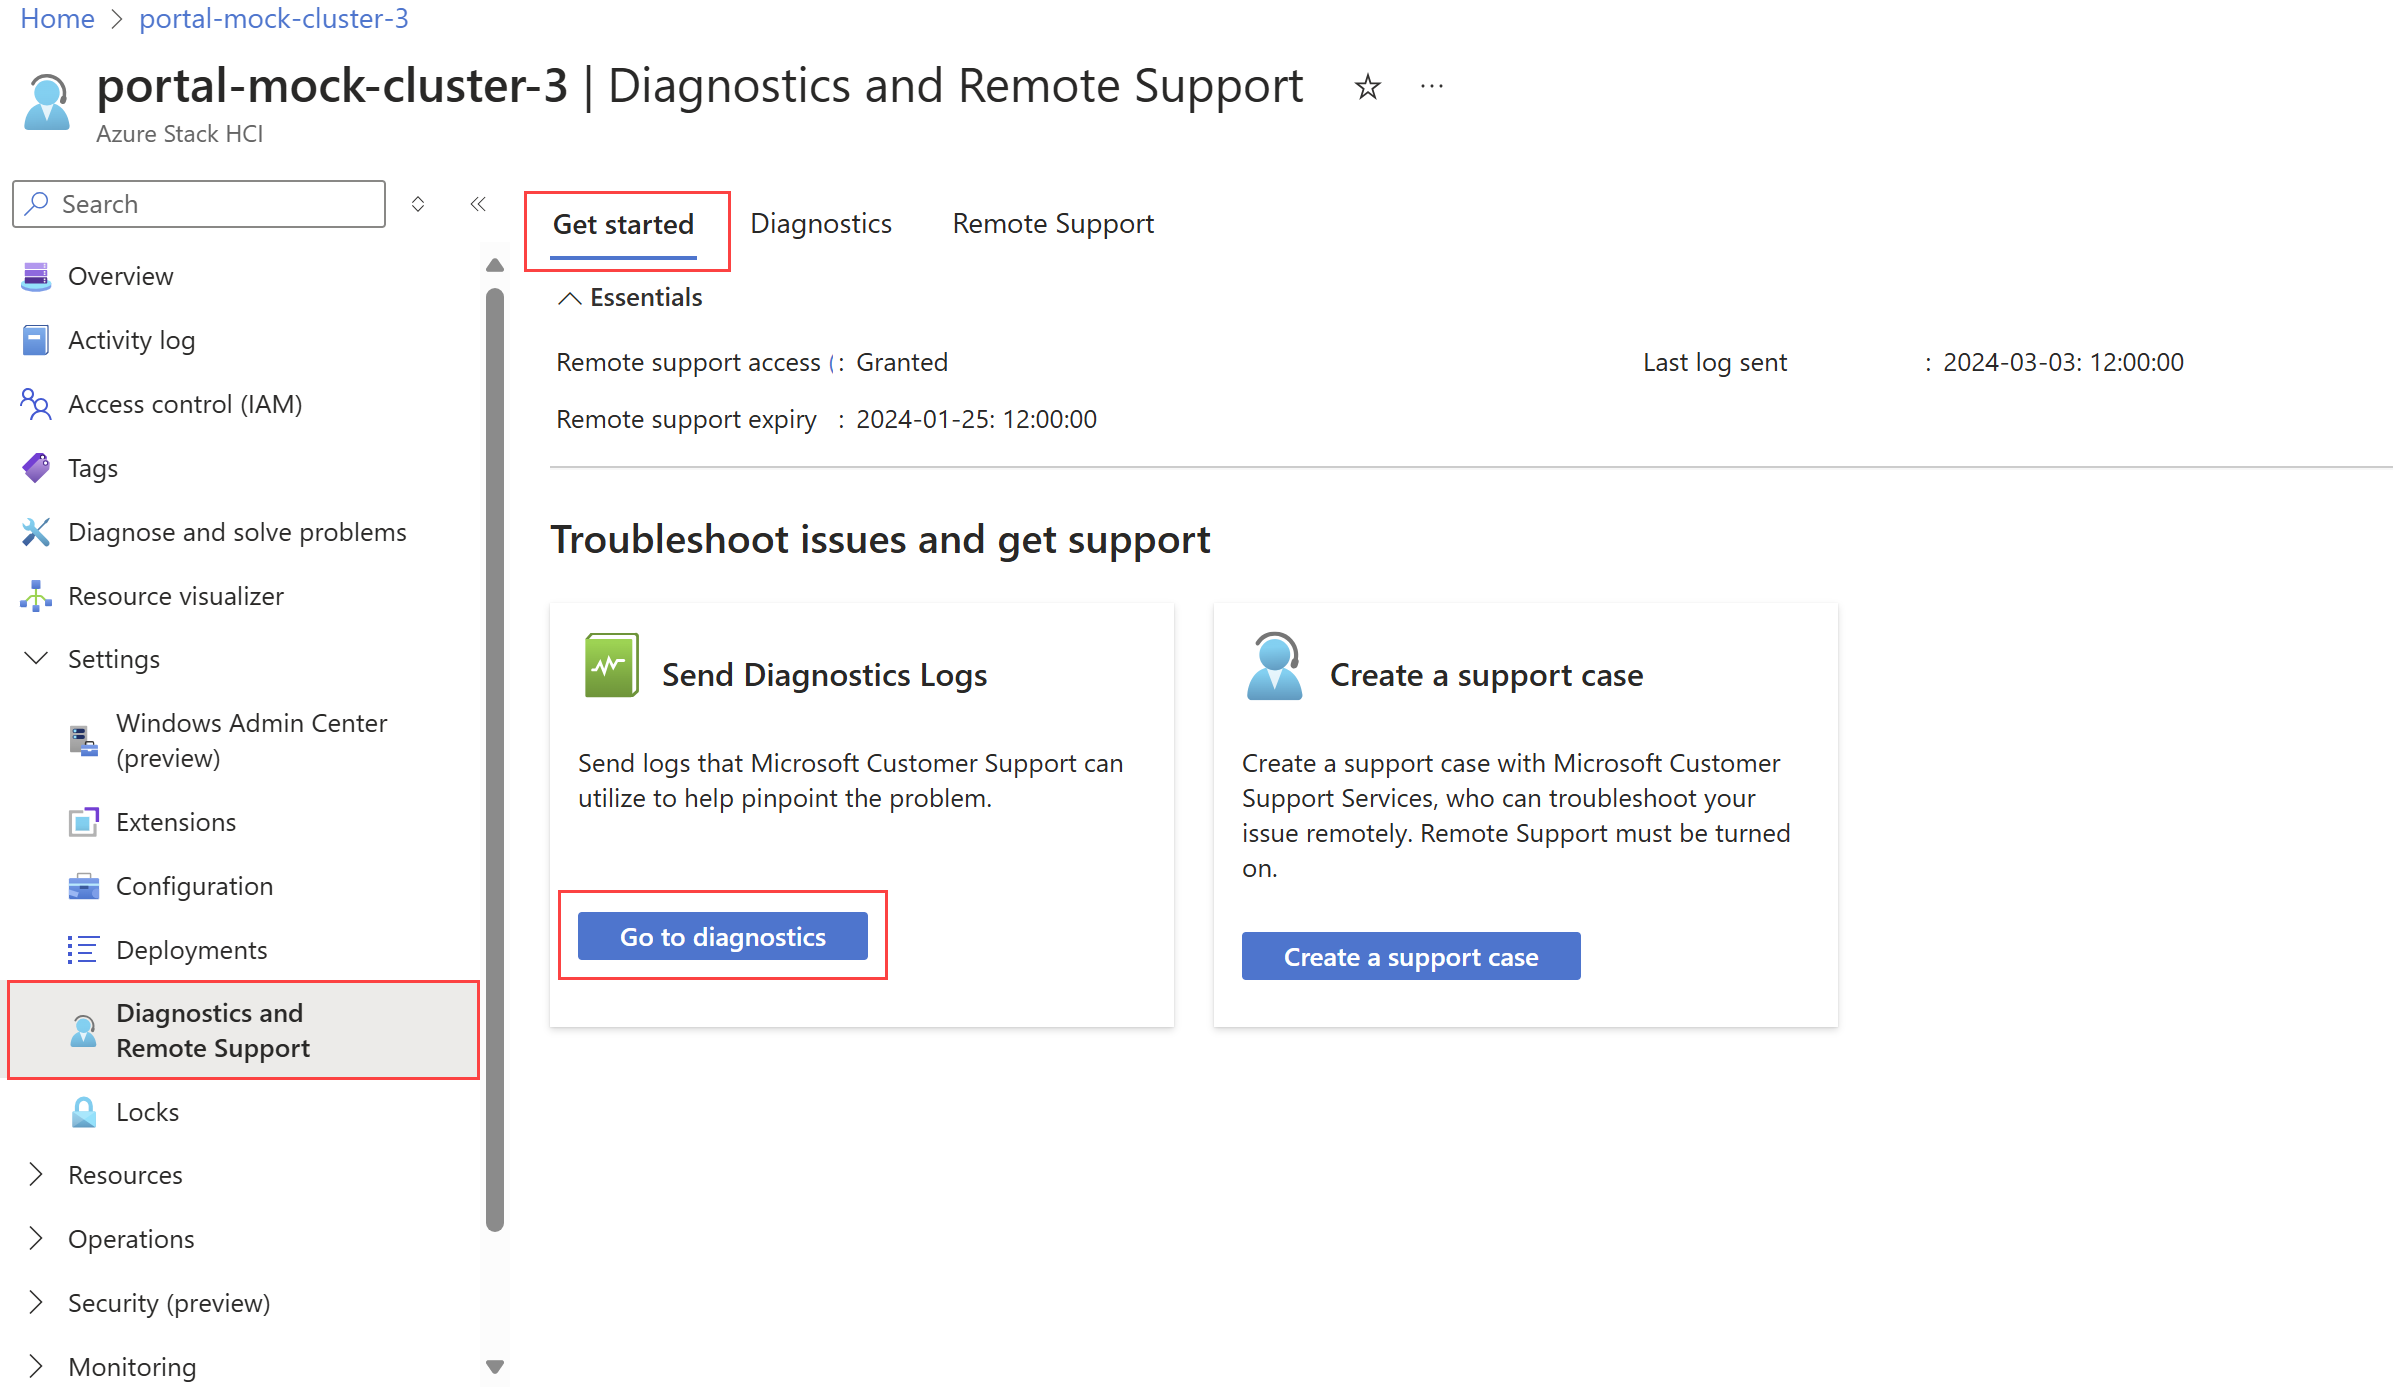 Home > portal-mock-cluster-3
portal-mock-cluster-3 | Diagnostics and Remote Support
Azure Stack HCI
Search
Overview
Activity log
Access control (IAM)
Tags
Diagnose and solve problems
Resource visualizer
Settings
Windows Admin Center
(preview)
Extensions
Configuration
Deployments
Diagnostics and
Remote Support
Locks
Resources
Operations
Security (preview)
Monitoring
Get started
Diagnostics
Remote Support
Essentials
Remote support access : Granted
Last log sent : 2024-03-03: 12:00:00
Remote support expiry : 2024-01-25: 12:00:00
Troubleshoot issues and get support
Send Diagnostics Logs
Send logs that Microsoft Customer Support can
utilize to help pinpoint the problem.
Go to diagnostics
Create a support case
Create a support case with Microsoft Customer
Support Services, who can troubleshoot your
issue remotely. Remote Support must be turned
on.
Create a support case